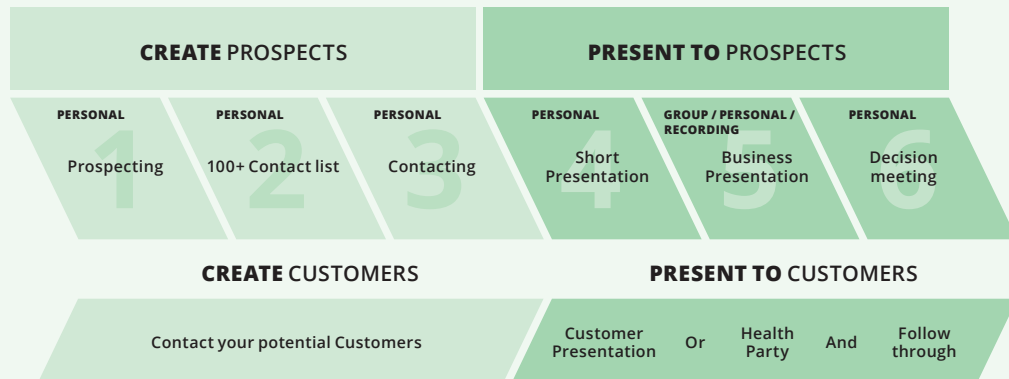 CREATE PROSPECTS
PRESENT TO PROSPECTS
PERSONAL
1
Prospecting
PERSONAL
2
100+ Contact list
PERSONAL
3
Contacting
PERSONAL
4
Short
Presentation
GROUP / PERSONAL /
RECORDING
5
Business
Presentation
PERSONAL
6
Decision
meeting
CREATE CUSTOMERS
PRESENT TO CUSTOMERS
Contact your potential Customers
Customer
Presentation
Or
Health
Party
And
Follow
through